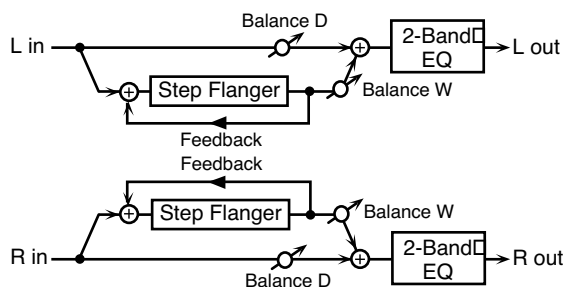 Balance D
L in
2-Band
EQ
L out
Step Flanger
Balance W
Feedback
Feedback
Step Flanger
Balance W
R in
2-Band
EQ
R out
Balance D